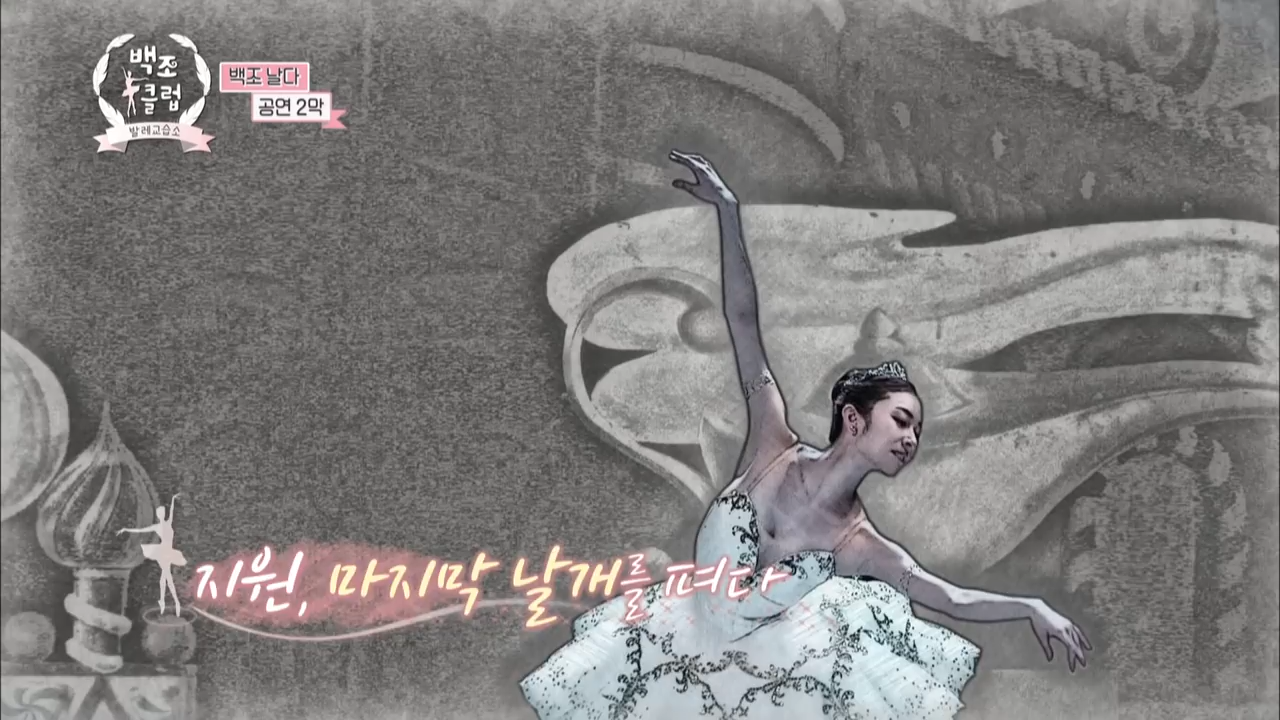 백조
클럽
발레교습소
백조 날다
공연 2막
지원, 마지막 날개를 펴다